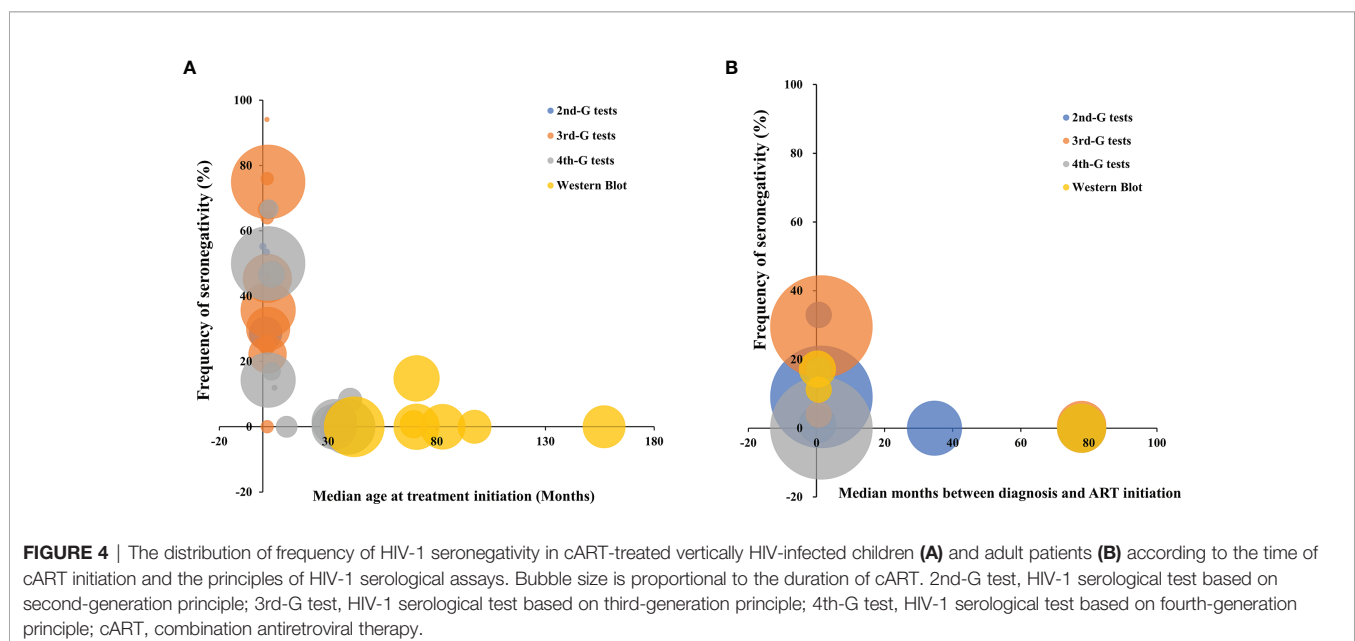 A
B
100
80
60
40
20
0
-20
-20
30
80
130
180
Frequency of seronegativity (%)
Median age at treatment initiation (Months)
2nd-G tests
3rd-G tests
4th-G tests
Western Blot
100
80
60
40
20
0
-20
-20
0
20
40
60
80
100
Frequency of seronegativity (%)
Median months between diagnosis and ART initiation
2nd-G tests
3rd-G tests
4th-G tests
Western Blot
FIGURE 4 | The distribution of frequency of HIV-1 seronegativity in cART-treated vertically HIV-infected children (A) and adult patients (B) according to the time of
cART initiation and the principles of HIV-1 serological assays. Bubble size is proportional to the duration of cART. 2nd-G test, HIV-1 serological test based on
second-generation principle; 3rd-G test, HIV-1 serological test based on third-generation principle; 4th-G test, HIV-1 serological test based on fourth-generation
principle; cART, combination antiretroviral therapy.